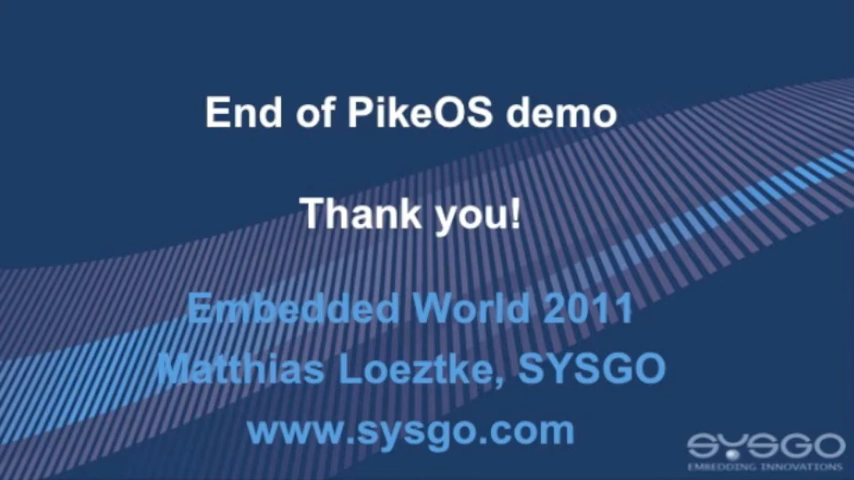 End of PikeOS demo
Thank you!
Embedded World 2011
Matthias Loeztke, SYSGO
www.sysgo.com
SYSGO
EMBEDDING INNOVATIONS